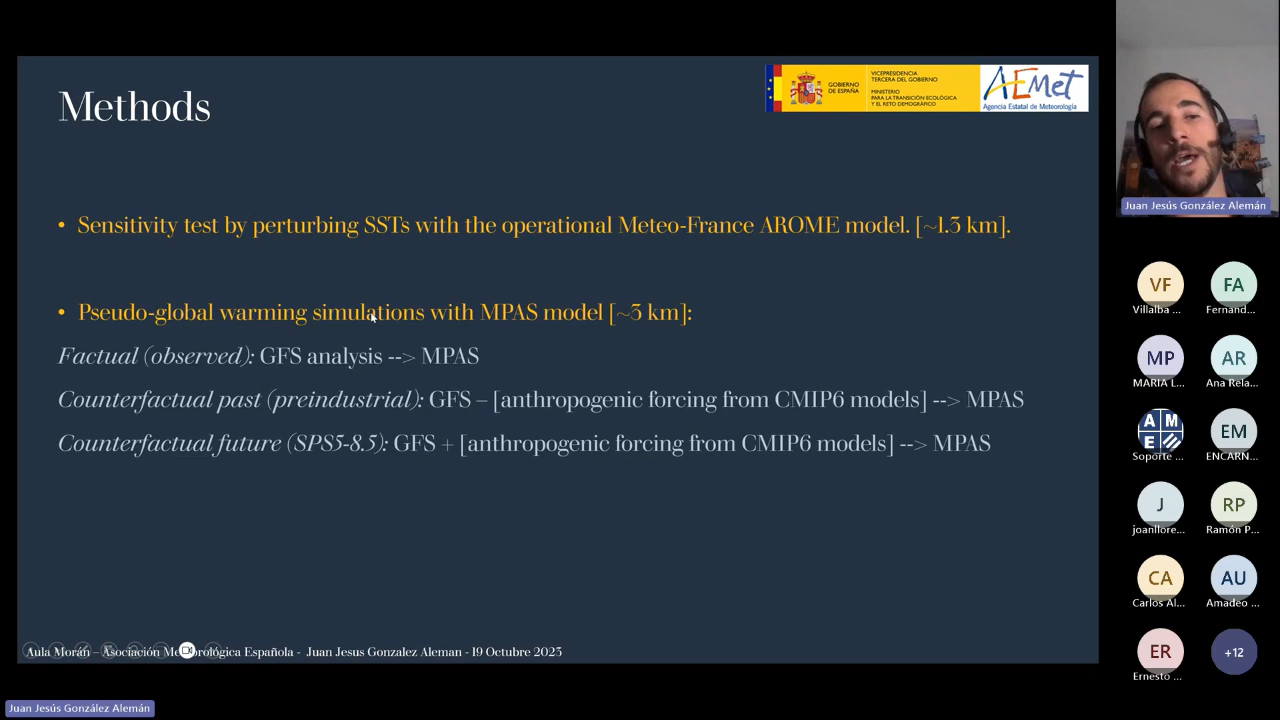 Methods
GOBIERNO
DE ESPAÑA
VICEPRESIDENCIA
TERCERA DEL GOBIERNO
MINISTERIO
PARA LA TRANSICIÓN ECOLÓGICA
Y EL RETO DEMOGRÁFICO
AEMet
Agencia Estatal de Meteorología
• Sensitivity test by perturbing SSTs with the operational Meteo-France AROME model. [~1.3 km].
• Pseudo-global warming simulations with MPAS model [~3 km]:
Factual (observed): GFS analysis --> MPAS
Counterfactual past (preindustrial): GFS – [anthropogenic forcing from CMIP6 models] --> MPAS
Counterfactual future (SPS5-8.5): GFS + [anthropogenic forcing from CMIP6 models] --> MPAS
Aula Morán – Asociación Meteorológica Española - Juan Jesus Gonzalez Aleman - 19 Octubre 2023
Juan Jesús González Alemán
Juan Jesús González Alemán
VF
Villalba ...
FA
Fernand...
MP
MARIA L...
AR
Ana Rela...
A M
E
Soporte ...
EM
ENCARN...
J
joanllore...
RP
Ramón P...
CA
Carlos Al...
AU
Amadeo ...
ER
Ernesto ...
+12